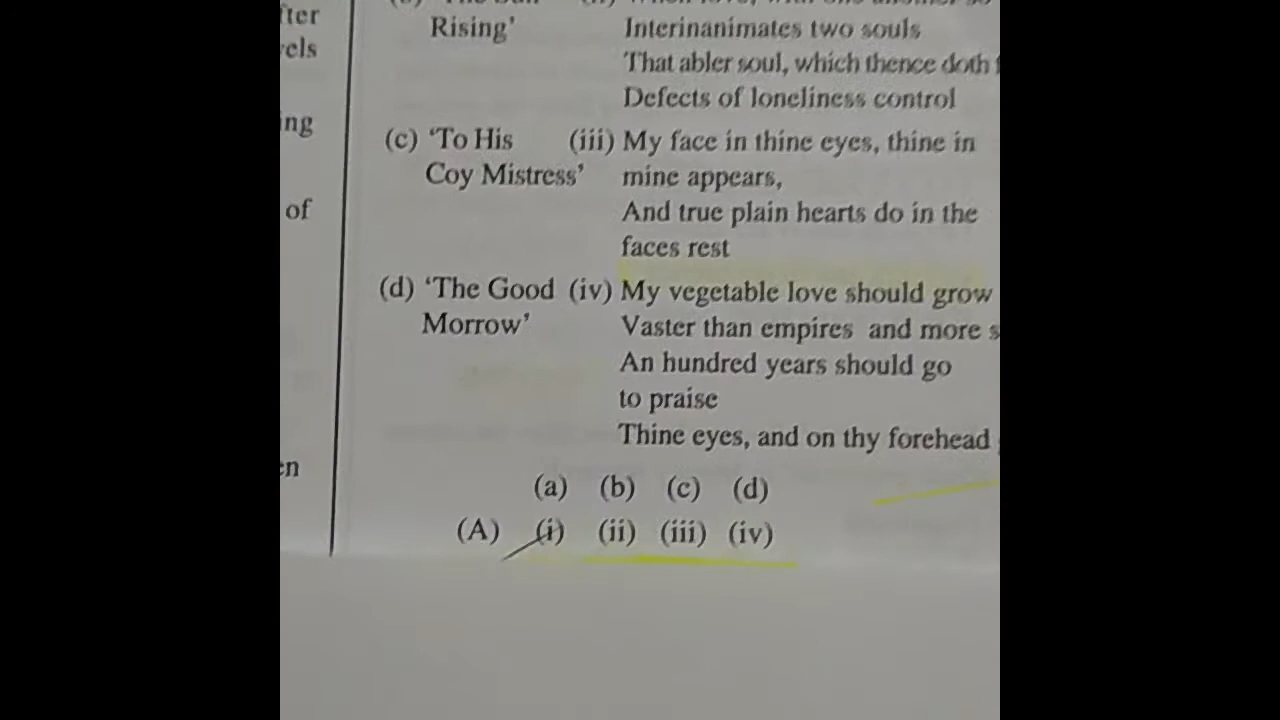 fter
vels
ing
of
en
Rising’
Interinanimates two souls
That abler soul, which thence doth
Defects of loneliness control
(c) ‘To His (iii) My face in thine eyes, thine in
Coy Mistress’ mine appears,
And true plain hearts do in the
faces rest
(d) ‘The Good (iv) My vegetable love should grow
Morrow’ Vaster than empires and more s
An hundred years should go
to praise
Thine eyes, and on thy forehead
(a) (b) (c) (d)
(A) (i) (ii) (iii) (iv)